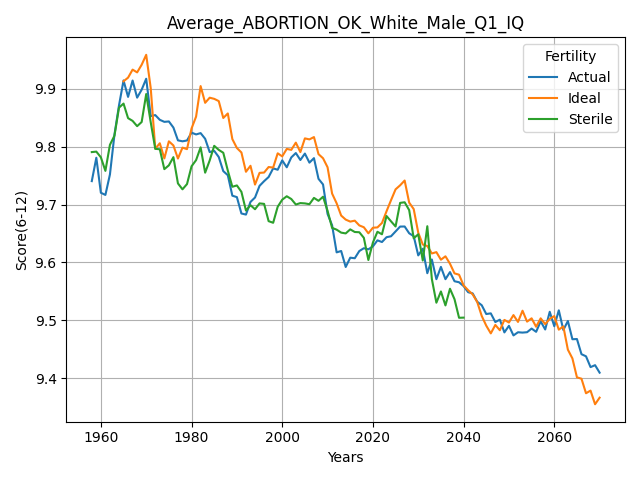 Average_ABORTION_OK_White_Male_Q1_IQ
Fertility
Actual
Ideal
Sterile
Score(6-12)
9.9
9.8
9.7
9.6
9.5
9.4
1960
1980
2000
2020
2040
2060
Years